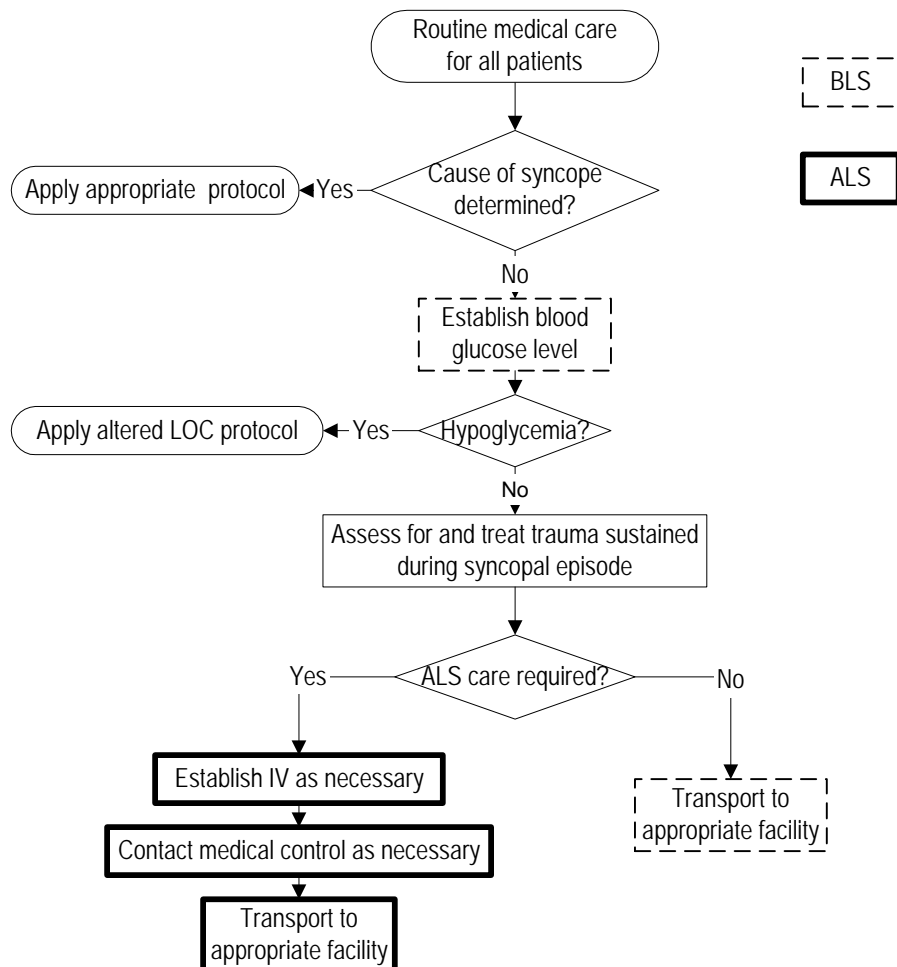 Routine medical care
for all patients
BLS
ALS
Cause of syncope
determined?
Yes
Apply appropriate protocol
No
Establish blood
glucose level
Hypoglycemia?
Yes
Apply altered LOC protocol
No
Assess for and treat trauma sustained
during syncopal episode
ALS care required?
Yes
No
Establish IV as necessary
Contact medical control as necessary
Transport to
appropriate facility
Transport to
appropriate facility